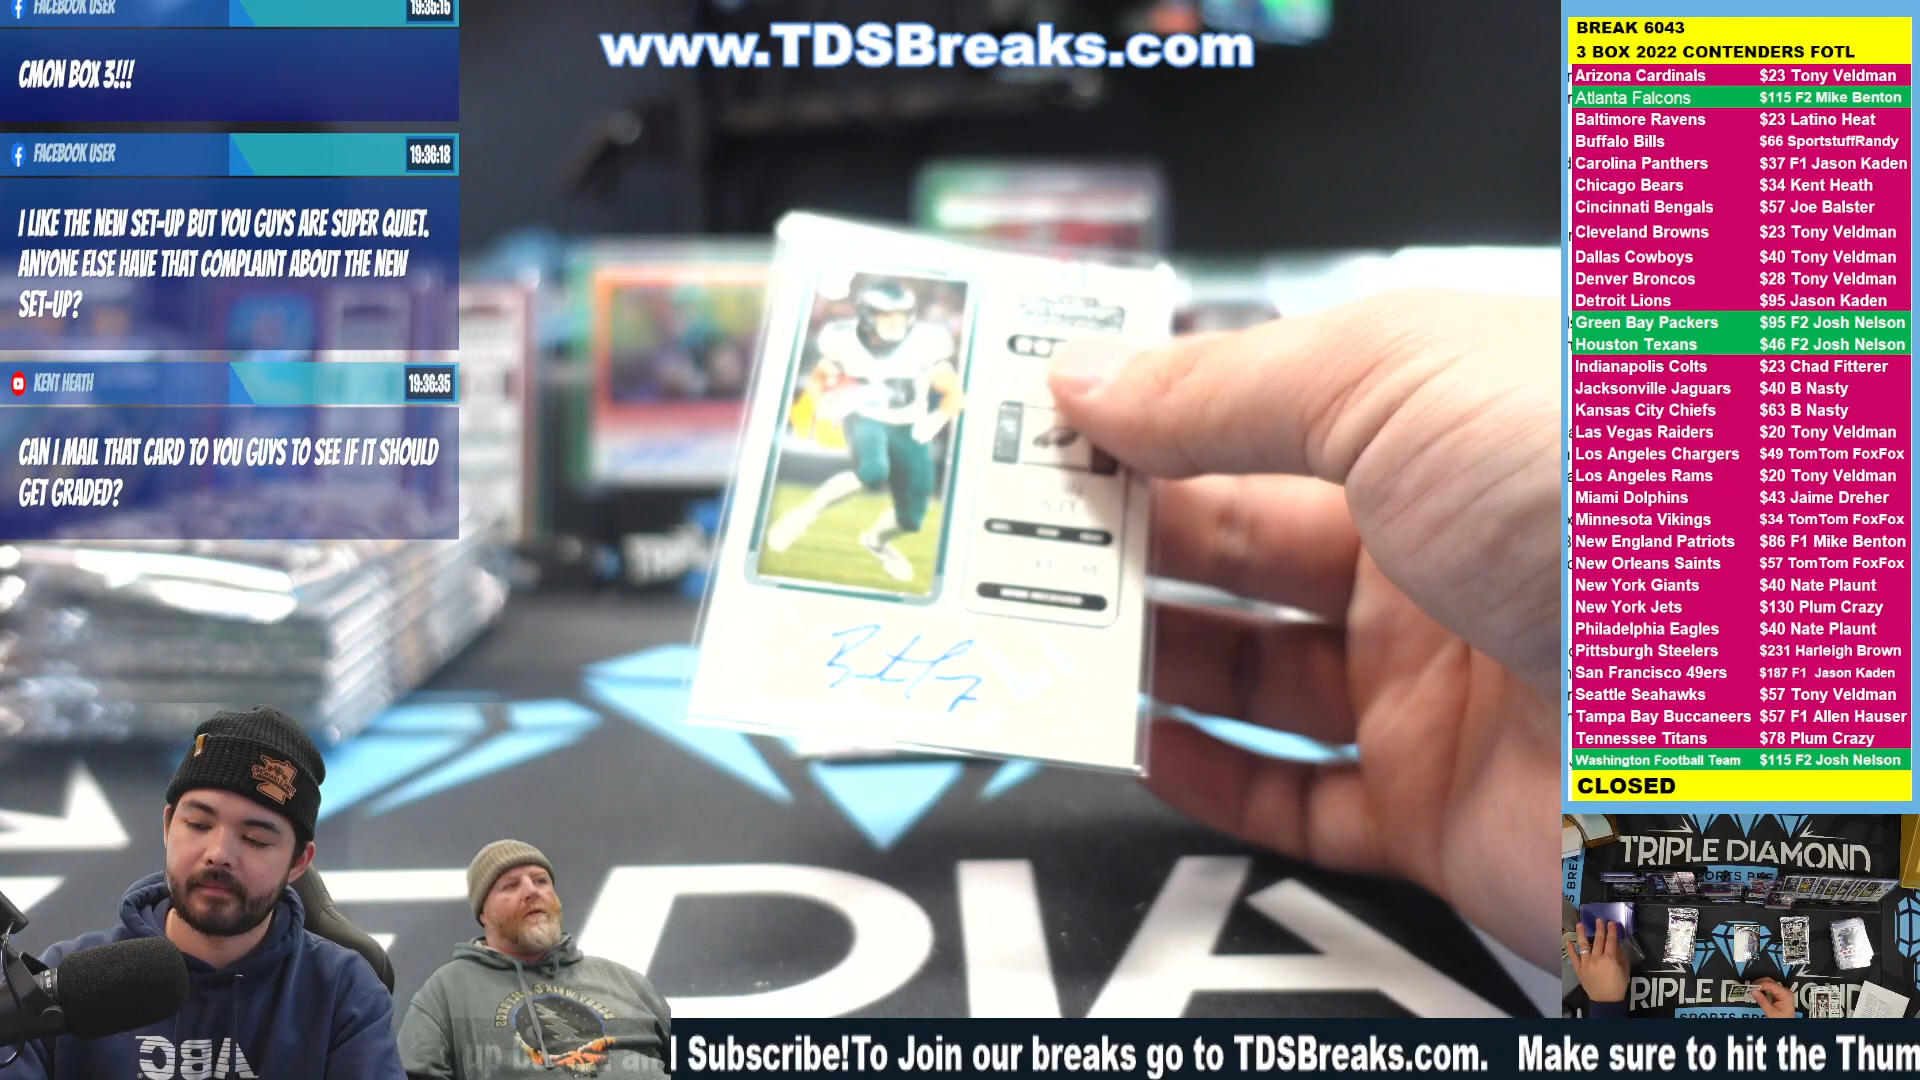 FACEBOOK USER
19:35:15
CMON BOX 3!!!
FACEBOOK USER
19:36:18
I LIKE THE NEW SET-UP BUT YOU GUYS ARE SUPER QUIET.
ANYONE ELSE HAVE THAT COMPLAINT ABOUT THE NEW
SET-UP?
KENT HEATH
19:36:35
CAN I MAIL THAT CARD TO YOU GUYS TO SEE IF IT SHOULD
GET GRADED?
www.TDSBreaks.com
BREAK 6043
3 BOX 2022 CONTENDERS FOTL
Arizona Cardinals $23 Tony Veldman
Atlanta Falcons $115 F2 Mike Benton
Baltimore Ravens $23 Latino Heat
Buffalo Bills $66 SportstuffRandy
Carolina Panthers $37 F1 Jason Kaden
Chicago Bears $34 Kent Heath
Cincinnati Bengals $57 Joe Balster
Cleveland Browns $23 Tony Veldman
Dallas Cowboys $40 Tony Veldman
Denver Broncos $28 Tony Veldman
Detroit Lions $95 Jason Kaden
Green Bay Packers $95 F2 Josh Nelson
Houston Texans $46 F2 Josh Nelson
Indianapolis Colts $23 Chad Fitterer
Jacksonville Jaguars $40 B Nasty
Kansas City Chiefs $63 B Nasty
Las Vegas Raiders $20 Tony Veldman
Los Angeles Chargers $49 TomTom FoxFox
Los Angeles Rams $20 Tony Veldman
Miami Dolphins $43 Jaime Dreher
Minnesota Vikings $34 TomTom FoxFox
New England Patriots $86 F1 Mike Benton
New Orleans Saints $57 TomTom FoxFox
New York Giants $40 Nate Plaunt
New York Jets $130 Plum Crazy
Philadelphia Eagles $40 Nate Plaunt
Pittsburgh Steelers $231 Harleigh Brown
San Francisco 49ers $187 F1 Jason Kaden
Seattle Seahawks $57 Tony Veldman
Tampa Bay Buccaneers $57 F1 Allen Hauser
Tennessee Titans $78 Plum Crazy
Washington Football Team $115 F2 Josh Nelson
CLOSED
TRIPLE DIAMOND
TRIPLE DIAMOND
Subscribe!To Join our breaks go to TDSBreaks.com. Make sure to hit the Thum